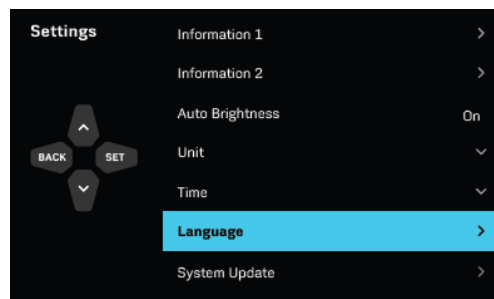 Settings
Information 1
Information 2
Auto Brightness On
BACK SET
Unit
Time
Language
System Update